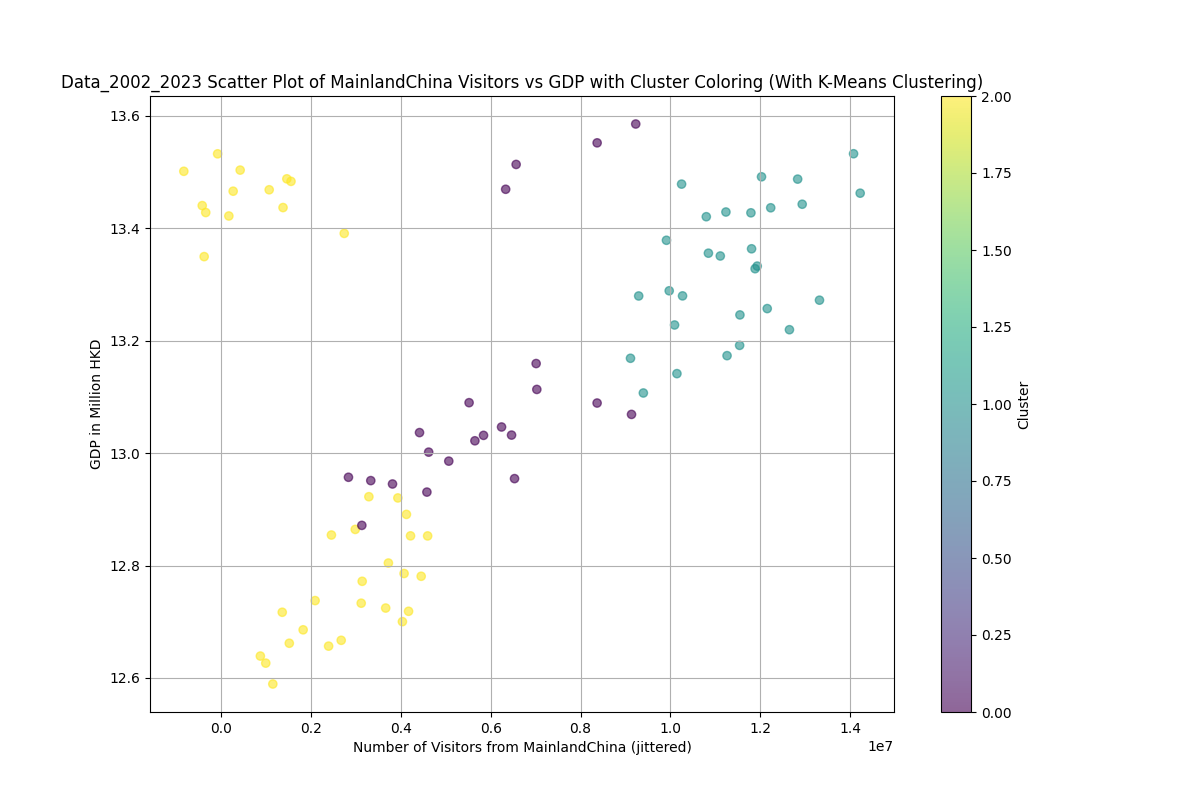 Data_2002_2023 Scatter Plot of MainlandChina Visitors vs GDP with Cluster Coloring (With K-Means Clustering)
13.6
13.4
13.2
13.0
12.8
12.6
GDP in Million HKD
0.0 0.2 0.4 0.6 0.8 1.0 1.2 1.4
1e7
Number of Visitors from MainlandChina (jittered)
2.00
1.75
1.50
1.25
1.00
0.75
0.50
0.25
0.00
Cluster